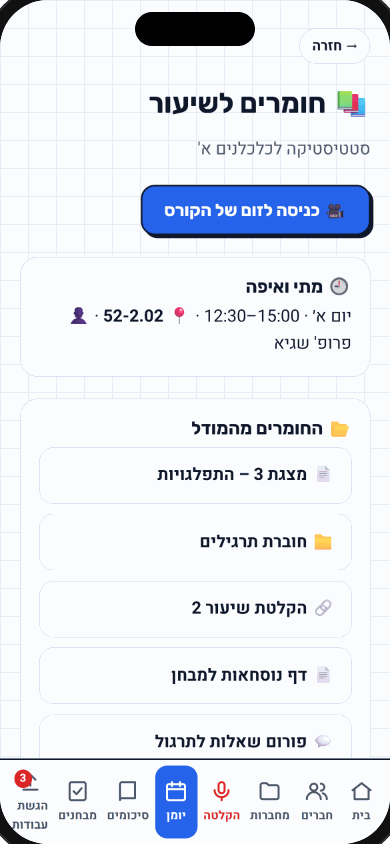 → חזרה
📚 חומרים לשיעור
סטטיסטיקה לכלכלנים א'
🎥 כניסה לזום של הקורס
🕘 מתי ואיפה
יום א׳ · 12:30–15:00 · 📍 52-2.02 · 👤
פרופ' שגיא
📂 החומרים מהמודל
📄 מצגת 3 – התפלגויות
📁 חוברת תרגילים
🔗 הקלטת שיעור 2
📄 דף נוסחאות למבחן
💬 פורום שאלות לתרגול
בית
חברים
מחברות
הקלטה
יומן
סיכומים
מבחנים
3
הגשת
עבודות